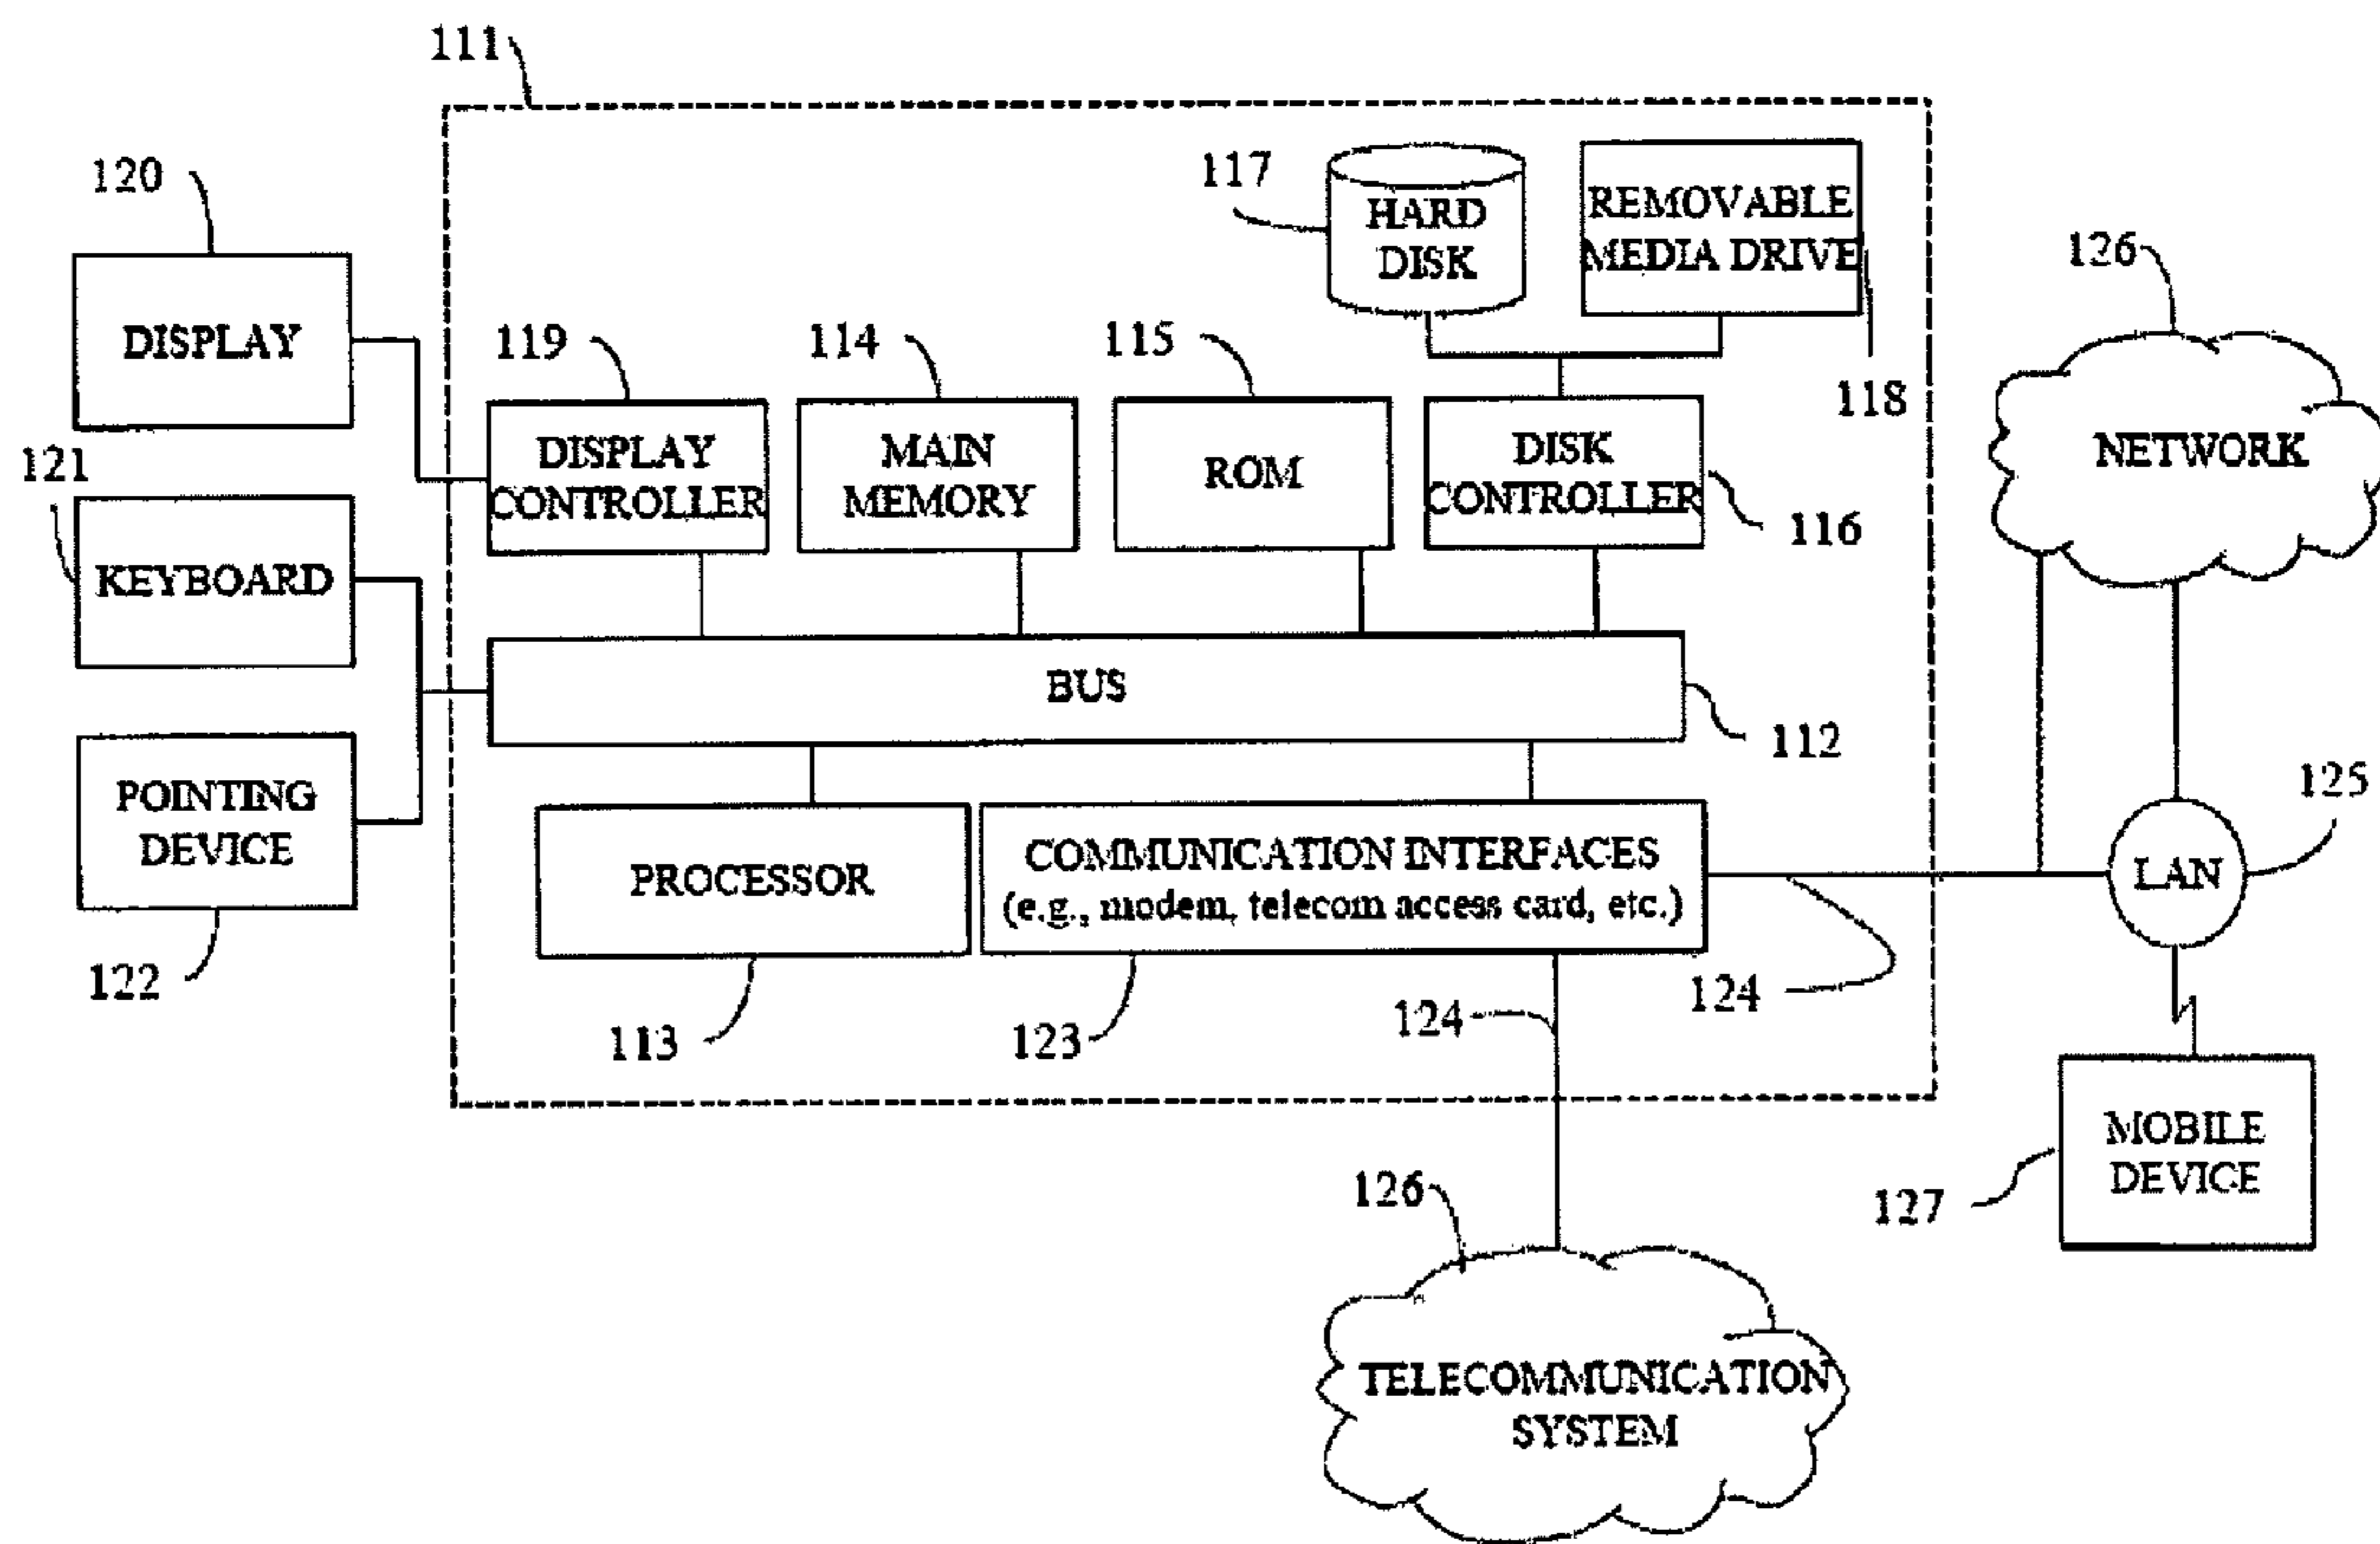 111
120
DISPLAY
121
KEYBOARD
POINTING
DEVICE
122
117
HARD
DISK
REMOVABLE
MEDIA DRIVE
118
119
DISPLAY
CONTROLLER
114
MAIN
MEMORY
115
ROM
DISK
CONTROLLER
116
BUS
112
PROCESSOR
113
COMMUNICATION INTERFACES
(e.g., modem, telecom access card, etc.)
123
124
124
126
NETWORK
125
LAN
MOBILE
DEVICE
127
126
TELECOMMUNICATION
SYSTEM